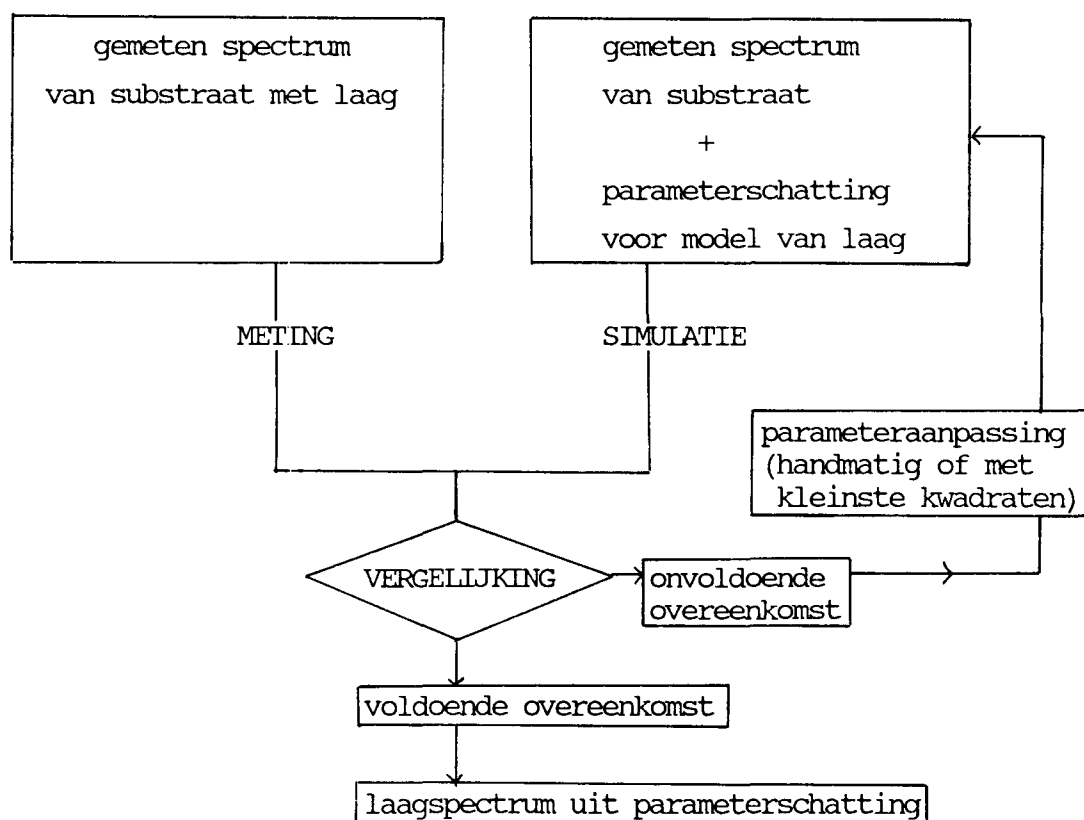 gemeten spectrum
van substraat met laag
gemeten spectrum
van substraat
+
parameterschatting
voor model van laag
METING
SIMULATIE
parameteraanpassing
(handmatig of met
kleinste kwadraten)
VERGELIJKING
onvoldoende
overeenkomst
voldoende overeenkomst
laagspectrum uit parameterschatting